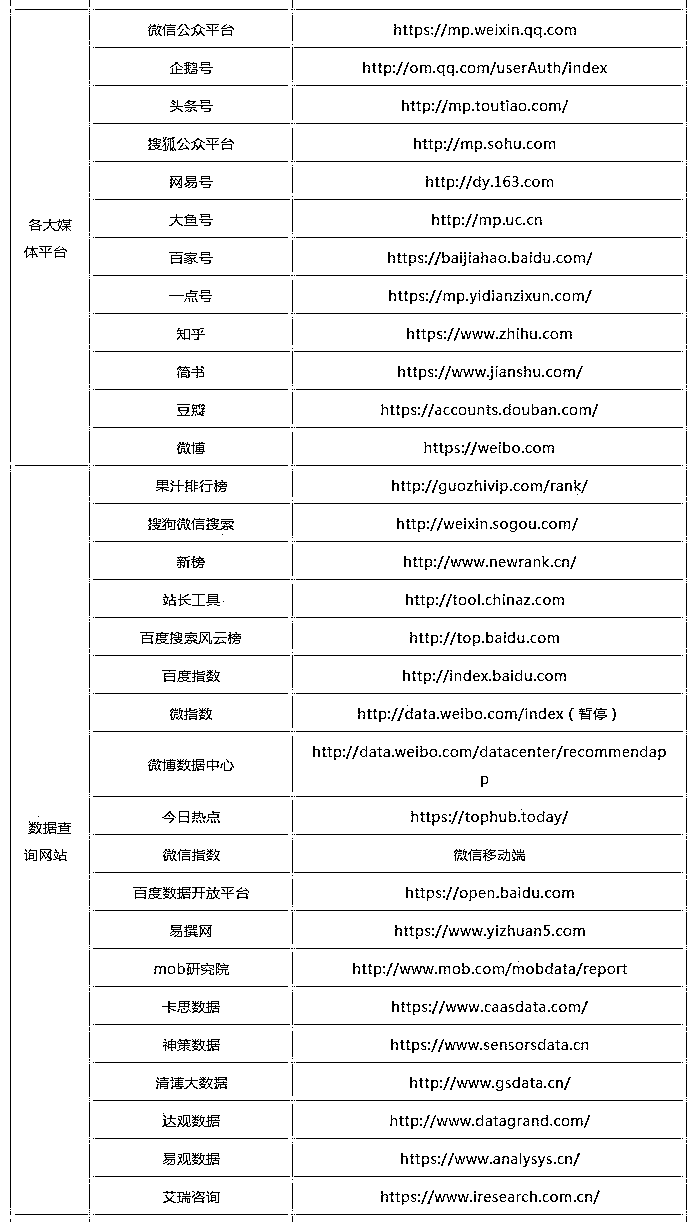 各大媒
体平台
微信公众平台 https://mp.weixin.qq.com
企鹅号 http://om.qq.com/userAuth/index
头条号 http://mp.toutiao.com/
搜狐公众平台 http://mp.sohu.com
网易号 http://dy.163.com
大鱼号 http://mp.uc.cn
百家号 https://baijiahao.baidu.com/
一点号 https://mp.yidianzixun.com/
知乎 https://www.zhihu.com
简书 https://www.jianshu.com/
豆瓣 https://accounts.douban.com/
微博 https://weibo.com
数据查
询网站
果汁排行榜 http://guozhivip.com/rank/
搜狗微信搜索 http://weixin.sogou.com/
新榜 http://www.newrank.cn/
站长工具 http://tool.chinaz.com
百度搜索风云榜 http://top.baidu.com
百度指数 http://index.baidu.com
微指数 http://data.weibo.com/index（暂停）
微博数据中心 http://data.weibo.com/datacenter/recommendap
p
今日热点 https://tophub.today/
微信指数 微信移动端
百度数据开放平台 https://open.baidu.com
易撰网 https://www.yizhuan5.com
mob研究院 http://www.mob.com/mobdata/report
卡思数据 https://www.caasdata.com/
神策数据 https://www.sensorsdata.cn
清博大数据 http://www.gsdata.cn/
达观数据 http://www.datagrand.com/
易观数据 https://www.analysys.cn/
艾瑞咨询 https://www.iresearch.com.cn/